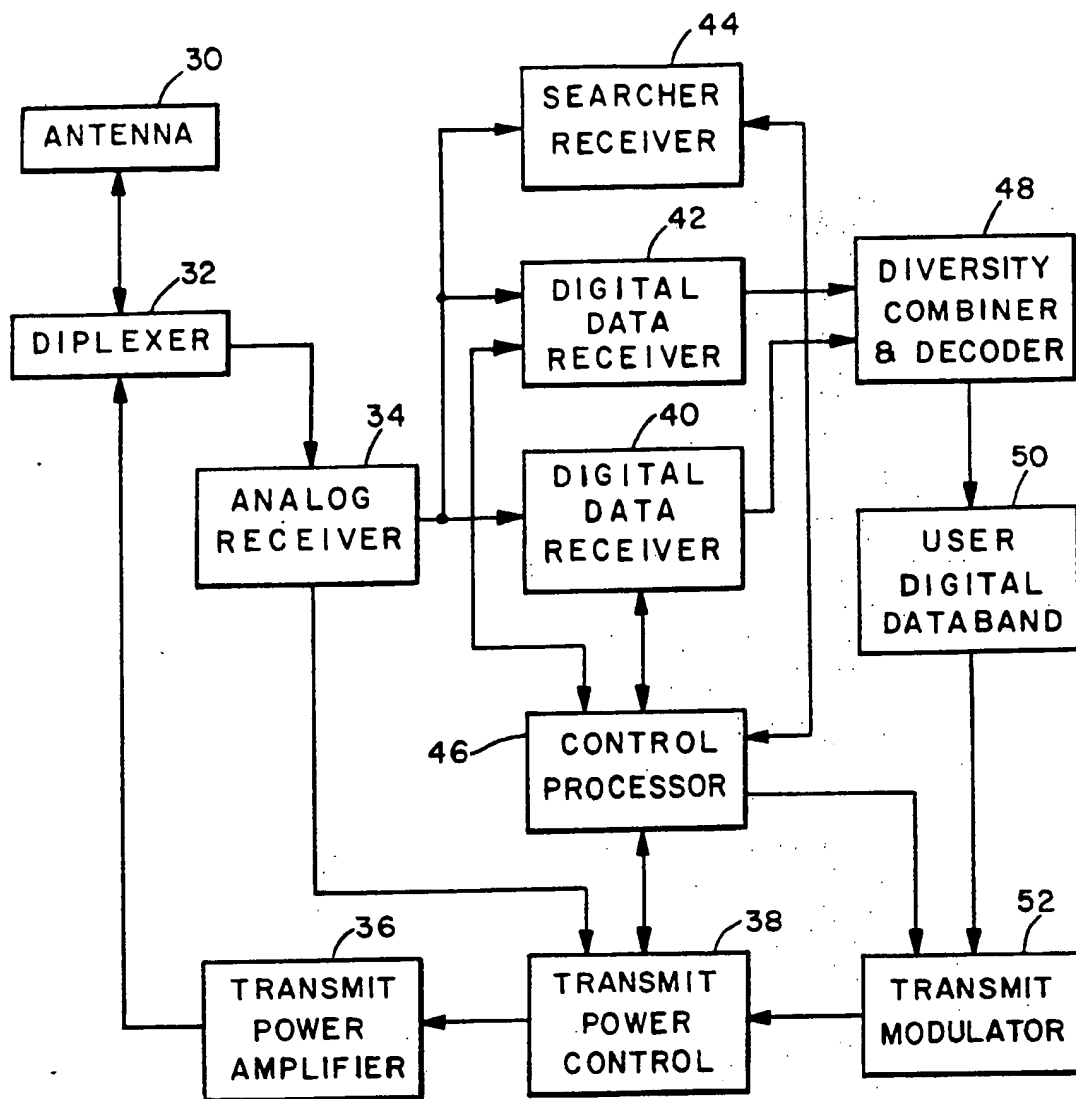 44
SEARCHER
RECEIVER
30
ANTENNA
48
DIVERSITY
COMBINER
& DECODER
42
DIGITAL
DATA
RECEIVER
32
DIPLEXER
40
DIGITAL
DATA
RECEIVER
34
ANALOG
RECEIVER
50
USER
DIGITAL
DATABAND
46
CONTROL
PROCESSOR
36
TRANSMIT
POWER
AMPLIFIER
38
TRANSMIT
POWER
CONTROL
52
TRANSMIT
MODULATOR